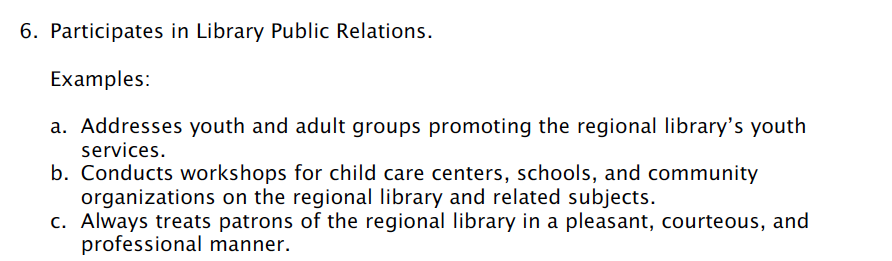 6. Participates in Library Public Relations.
Examples:
a. Addresses youth and adult groups promoting the regional library’s youth
services.
b. Conducts workshops for child care centers, schools, and community
organizations on the regional library and related subjects.
c. Always treats patrons of the regional library in a pleasant, courteous, and
professional manner.